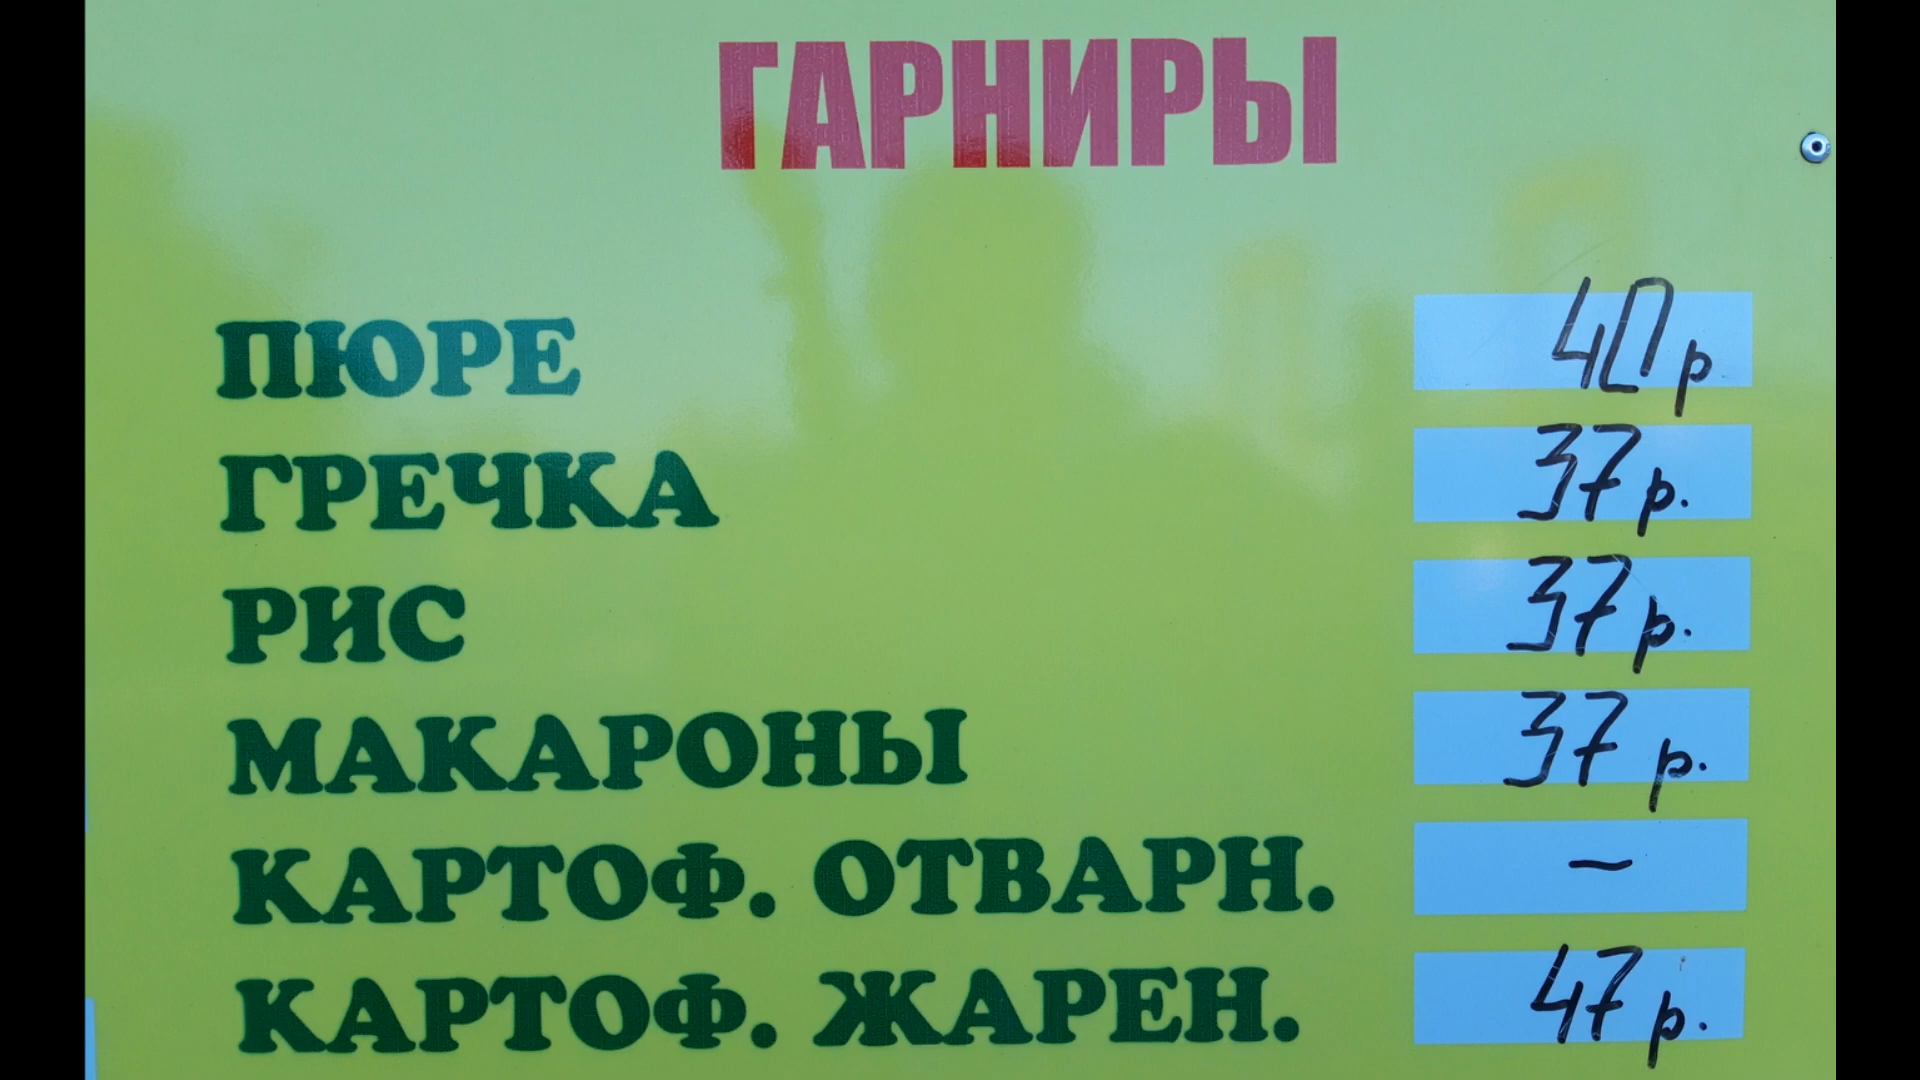 ГАРНИРЫ
ПЮРЕ 40р
ГРЕЧКА 37р.
РИС 37р.
МАКАРОНЫ 37р.
КАРТОФ. ОТВАРН. –
КАРТОФ. ЖАРЕН. 47р.